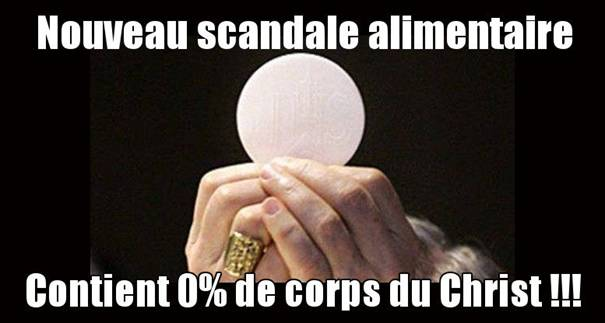 Nouveau scandale alimentaire
Contient 0% de corps du Christ !!!